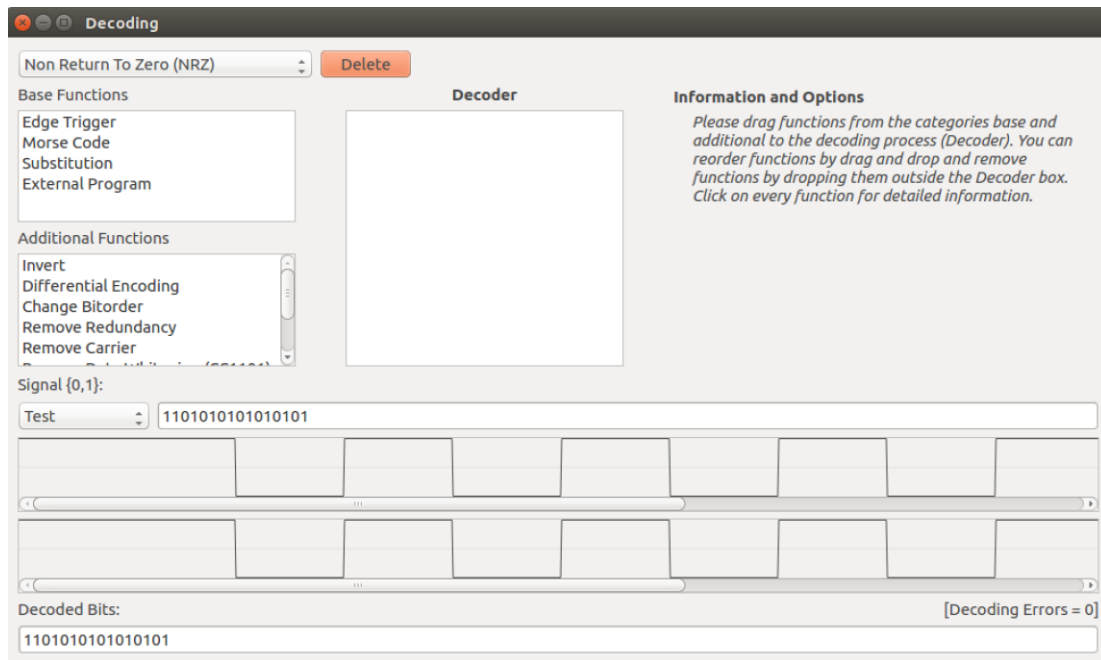 Decoding
Non Return To Zero (NRZ)
Delete
Base Functions
Edge Trigger
Morse Code
Substitution
External Program
Additional Functions
Invert
Differential Encoding
Change Bitorder
Remove Redundancy
Remove Carrier
Decoder
Information and Options
Please drag functions from the categories base and
additional to the decoding process (Decoder). You can
reorder functions by drag and drop and remove
functions by dropping them outside the Decoder box.
Click on every function for detailed information.
Signal {0,1}:
Test
1101010101010101
Decoded Bits:
[Decoding Errors = 0]
1101010101010101